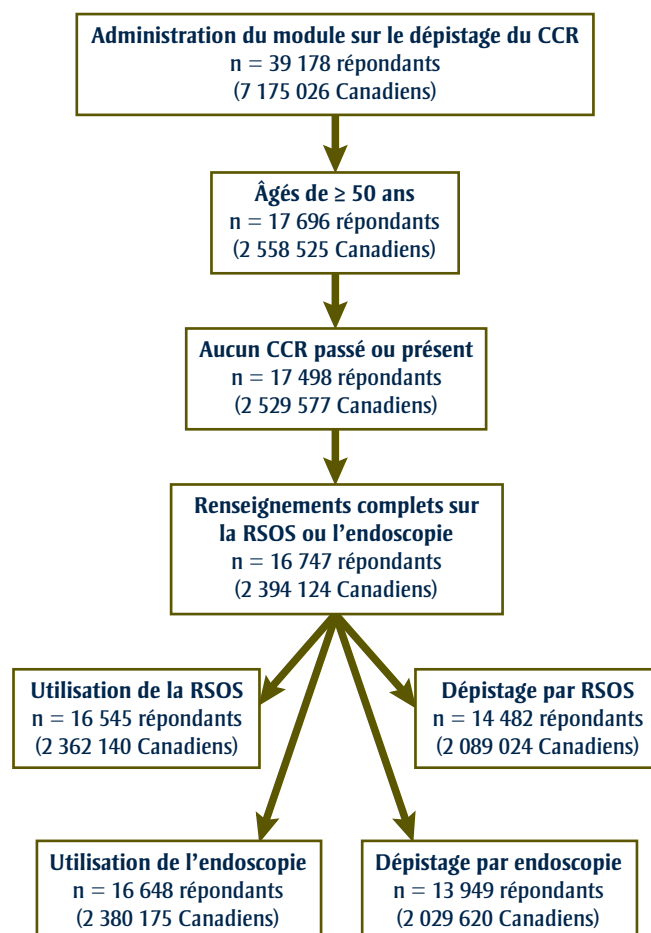 Administration du module sur le dépistage du CCR
n = 39 178 répondants
(7 175 026 Canadiens)
Âgés de ≥ 50 ans
n = 17 696 répondants
(2 558 525 Canadiens)
Aucun CCR passé ou présent
n = 17 498 répondants
(2 529 577 Canadiens)
Renseignements complets sur
la RSOS ou l’endoscopie
n = 16 747 répondants
(2 394 124 Canadiens)
Utilisation de la RSOS
n = 16 545 répondants
(2 362 140 Canadiens)
Dépistage par RSOS
n = 14 482 répondants
(2 089 024 Canadiens)
Utilisation de l’endoscopie
n = 16 648 répondants
(2 380 175 Canadiens)
Dépistage par endoscopie
n = 13 949 répondants
(2 029 620 Canadiens)